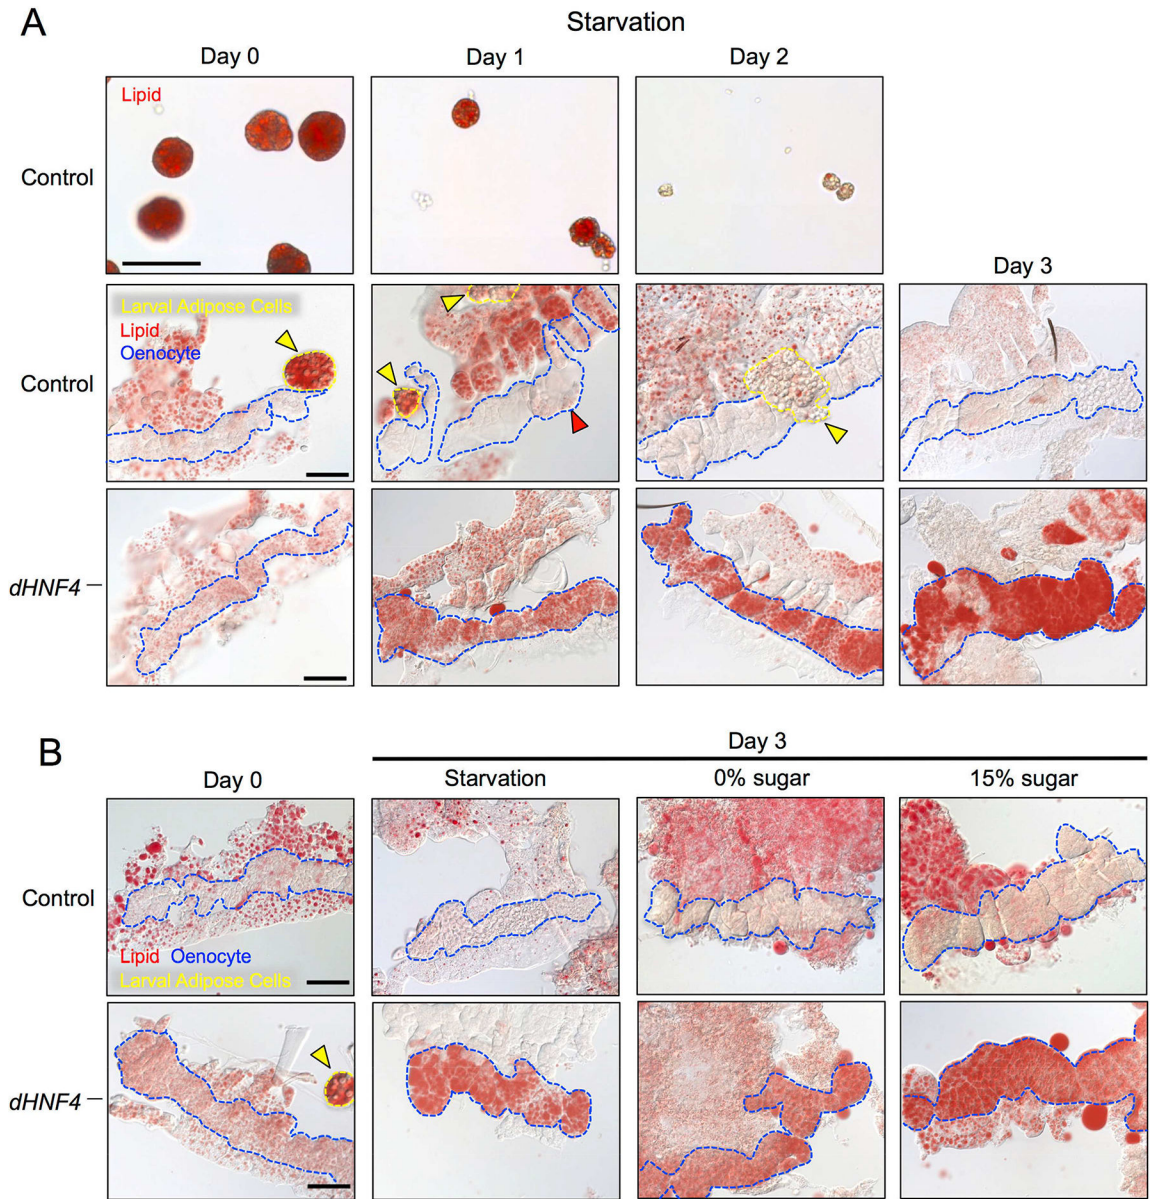 A
Starvation
Day 0
Day 1
Day 2
Control
Lipid
Day 3
Control
Larval Adipose Cells
Lipid
Oenocyte
dHNF4 –
B
Day 3
Day 0
Starvation
0% sugar
15% sugar
Control
Lipid Oenocyte
Larval Adipose Cells
dHNF4 –